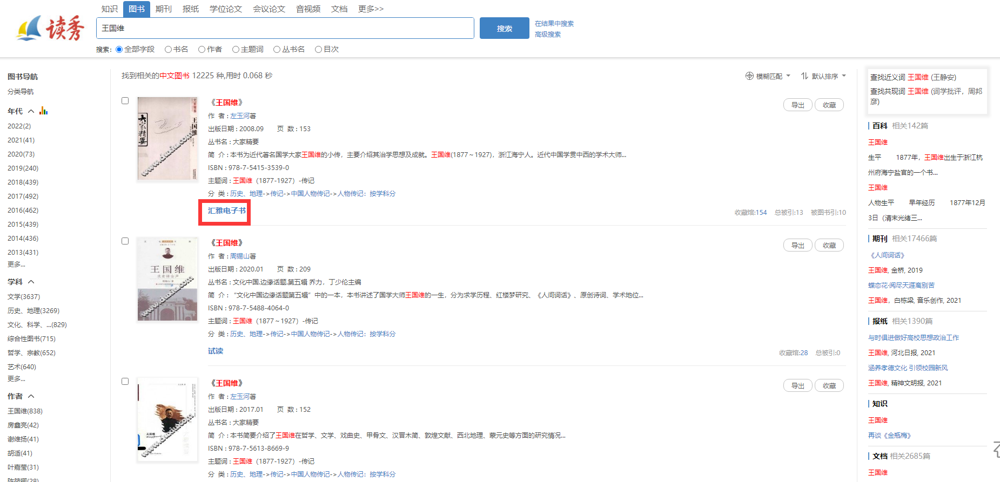 读秀
知识 图书 期刊 报纸 学位论文 会议论文 音视频 文档 更多>>
王国维
搜索
在结果中搜索
高级搜索
搜索: 全部字段 书名 作者 主题词 丛书名 目次
图书导航
分类导航
年代
2022(2)
2021(41)
2020(73)
2019(240)
2018(439)
2017(492)
2016(462)
2015(439)
2014(436)
2013(431)
更多...
学科
文学(3637)
历史、地理(3269)
文化、科学、...(829)
综合性图书(715)
哲学、宗教(652)
艺术(640)
更多...
作者
王国维(838)
房鑫亮(42)
谢维扬(41)
胡适(41)
叶嘉莹(31)
陈筱卿(28)
找到相关的中文图书 12225 种,用时 0.068 秒
模糊匹配 默认排序
《王国维》
导出 收藏
作 者 : 左玉河著
出版日期 : 2008.09 页 数 : 153
丛书名 : 大家精要
简 介 : 本书为近代著名国学大家王国维的小传，主要介绍其治学思想及成就。王国维(1877～1927)，浙江海宁人。近代中国学贯中西的学术大师...
ISBN : 978-7-5415-3539-0
主题词 : 王国维（1877-1927）-传记
分 类 : 历史、地理->传记->中国人物传记->人物传记：按学科分
汇雅电子书
收藏馆:154 总被引:13 被图书引:10
大家精要
王国维
www.duxiu.com
《王国维》
导出 收藏
作 者 : 周锡山著
出版日期 : 2020.01 页 数 : 209
丛书名 : 文化中国.边缘话题.第五辑 乔力，丁少伦主编
简 介 : “文化中国边缘话题第五辑”中的一本，本书讲述了国学大师王国维的一生，分为求学历程、红楼梦研究、《人间词话》、原创诗词、学术地位...
ISBN : 978-7-5488-4064-0
主题词 : 王国维（1877～1927）-传记
分 类 : 历史、地理->传记->中国人物传记->人物传记：按学科分
试读
收藏馆:28 总被引:0
王国维
www.duxiu.com
《王国维》
导出 收藏
作 者 : 左玉河著
出版日期 : 2017.01 页 数 : 152
丛书名 : 大家精要
简 介 : 本书简要介绍了王国维在哲学、文学、戏曲史、甲骨文、汉晋木简、敦煌文献、西北地理、蒙元史等方面的研究情况...
ISBN : 978-7-5613-8669-9
主题词 : 王国维（1877-1927）-传记
分 类 : 历史、地理->传记->中国人物传记->人物传记：按学科分
王国维
www.duxiu.com
查找近义词 王国维 (王静安)
查找共现词 王国维 (词学批评，周邦
彦)
百科 相关142篇
王国维
生平 1877年，王国维出生于浙江杭
州府海宁盐官的一个书...
王国维
人物生平 早年经历 1877年12月
3日（清末光绪三...
期刊 相关17466篇
《人间词话》
王国维, 金桥, 2019
蝶恋花·阅尽天涯离别苦
王国维，白栋梁, 音乐创作, 2021
报纸 相关1390篇
与时俱进做好高校思想政治工作
王国维, 河北日报, 2021
涵养孝德文化 引领校园新风
王国维, 精神文明报, 2021
知识
王国维
再谈《金瓶梅》
文档 相关2685篇
王国维